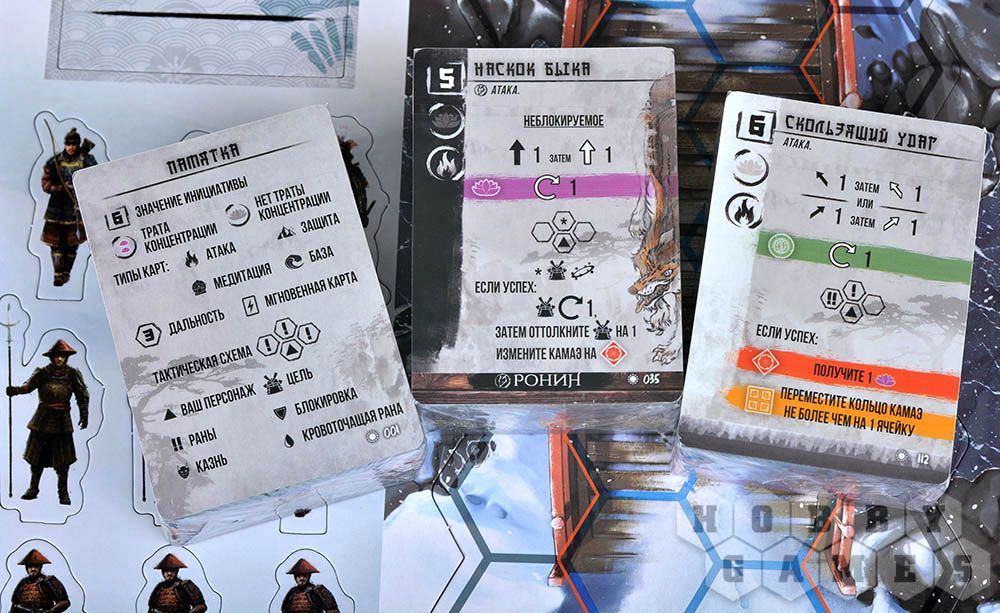 ПАМЯТКА
6 ЗНАЧЕНИЕ ИНИЦИАТИВЫ
ТРАТА КОНЦЕНТРАЦИИ
НЕТ ТРАТЫ КОНЦЕНТРАЦИИ
ТИПЫ КАРТ: АТАКА
ЗАЩИТА
МЕДИТАЦИЯ
БАЗА
3 ДАЛЬНОСТЬ
МГНОВЕННАЯ КАРТА
ТАКТИЧЕСКАЯ СХЕМА
ВАШ ПЕРСОНАЖ
ЦЕЛЬ
!! РАНЫ
БЛОКИРОВКА
КАЗНЬ
КРОВОТОЧАЩАЯ РАНА
001
5 НАСКОК БЫКА
АТАКА.
НЕБЛОКИРУЕМОЕ
1 ЗАТЕМ 1
1
*
*
ЕСЛИ УСПЕХ:
1,
ЗАТЕМ ОТТОЛКНИТЕ НА 1
ИЗМЕНИТЕ КАМАЭ НА
РОНИН 035
6 СКОЛЬЗЯЩИЙ УДАР
АТАКА.
1 ЗАТЕМ 1
ИЛИ
1 ЗАТЕМ 1
1
!! !
ЕСЛИ УСПЕХ:
ПОЛУЧИТЕ 1
ПЕРЕМЕСТИТЕ КОЛЬЦО КАМАЭ
НЕ БОЛЕЕ ЧЕМ НА 1 ЯЧЕЙКУ
112
HOBBY
GAMES